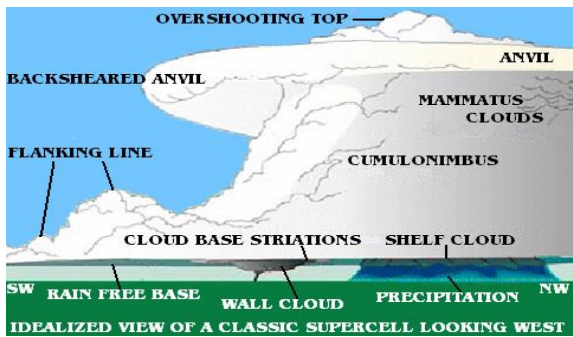 OVERSHOOTING TOP
ANVIL
BACKSHEARED ANVIL
MAMMATUS
CLOUDS
FLANKING LINE
CUMULONIMBUS
CLOUD BASE STRIATIONS
SHELF CLOUD
SW
RAIN FREE BASE
WALL CLOUD
PRECIPITATION
NW
IDEALIZED VIEW OF A CLASSIC SUPERCELL LOOKING WEST